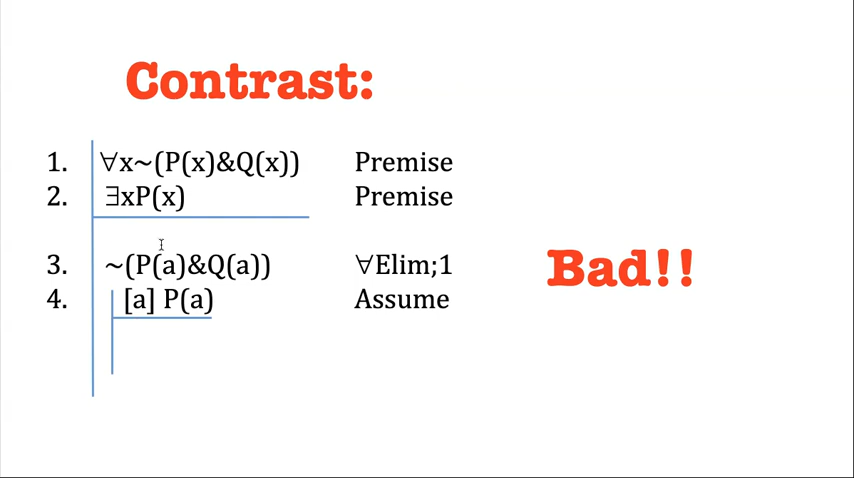 Contrast:
1. ∀x~(P(x)&Q(x)) Premise
2. ∃xP(x) Premise
3. ~(P(a)&Q(a)) ∀Elim;1
4. [a] P(a) Assume
Bad!!